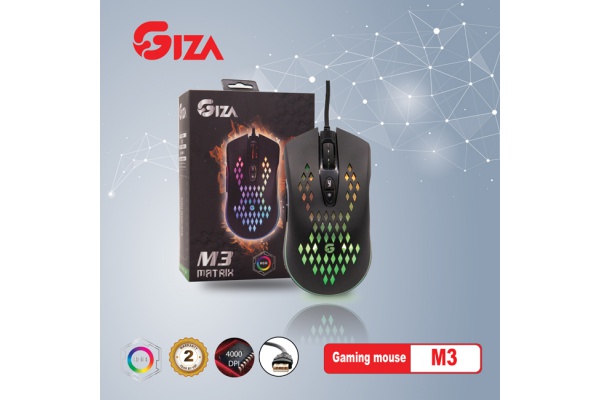 GIZA
GIZA
M3
MATRIX
2
4000
DPI
Gaming mouse
M3